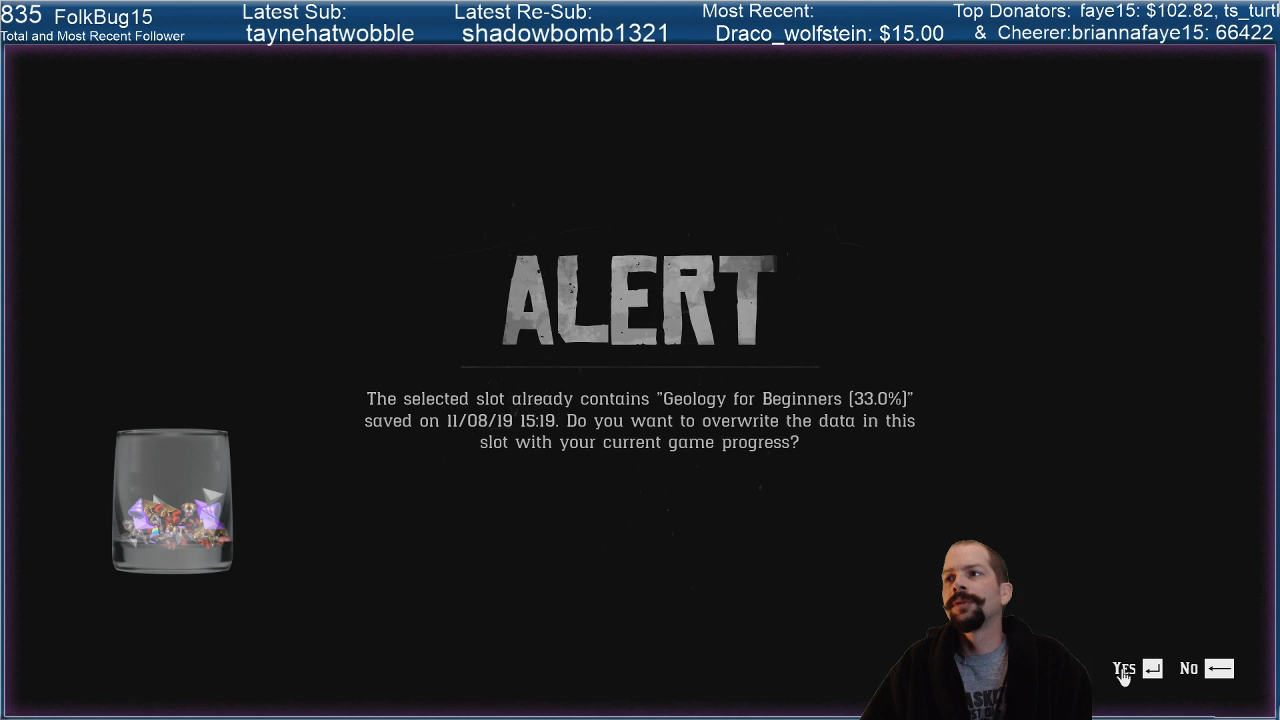 835 FolkBug15
Total and Most Recent Follower
Latest Sub:
taynehatwobble
Latest Re-Sub:
shadowbomb1321
Most Recent:
Draco_wolfstein: $15.00
Top Donators: faye15: $102.82, ts_turtl
& Cheerer:briannafaye15: 66422
ALERT
The selected slot already contains "Geology for Beginners (33.0%)"
saved on 11/08/19 15:19. Do you want to overwrite the data in this
slot with your current game progress?
Yes No